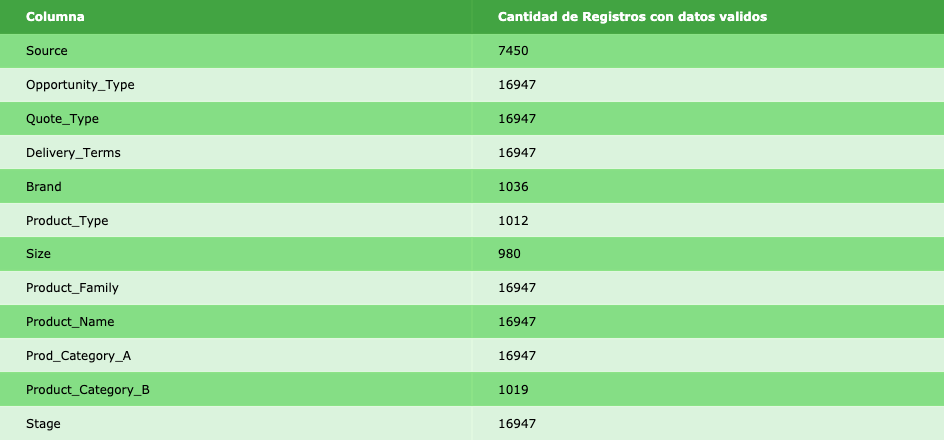 Columna Cantidad de Registros con datos validos
Source 7450
Opportunity_Type 16947
Quote_Type 16947
Delivery_Terms 16947
Brand 1036
Product_Type 1012
Size 980
Product_Family 16947
Product_Name 16947
Prod_Category_A 16947
Product_Category_B 1019
Stage 16947